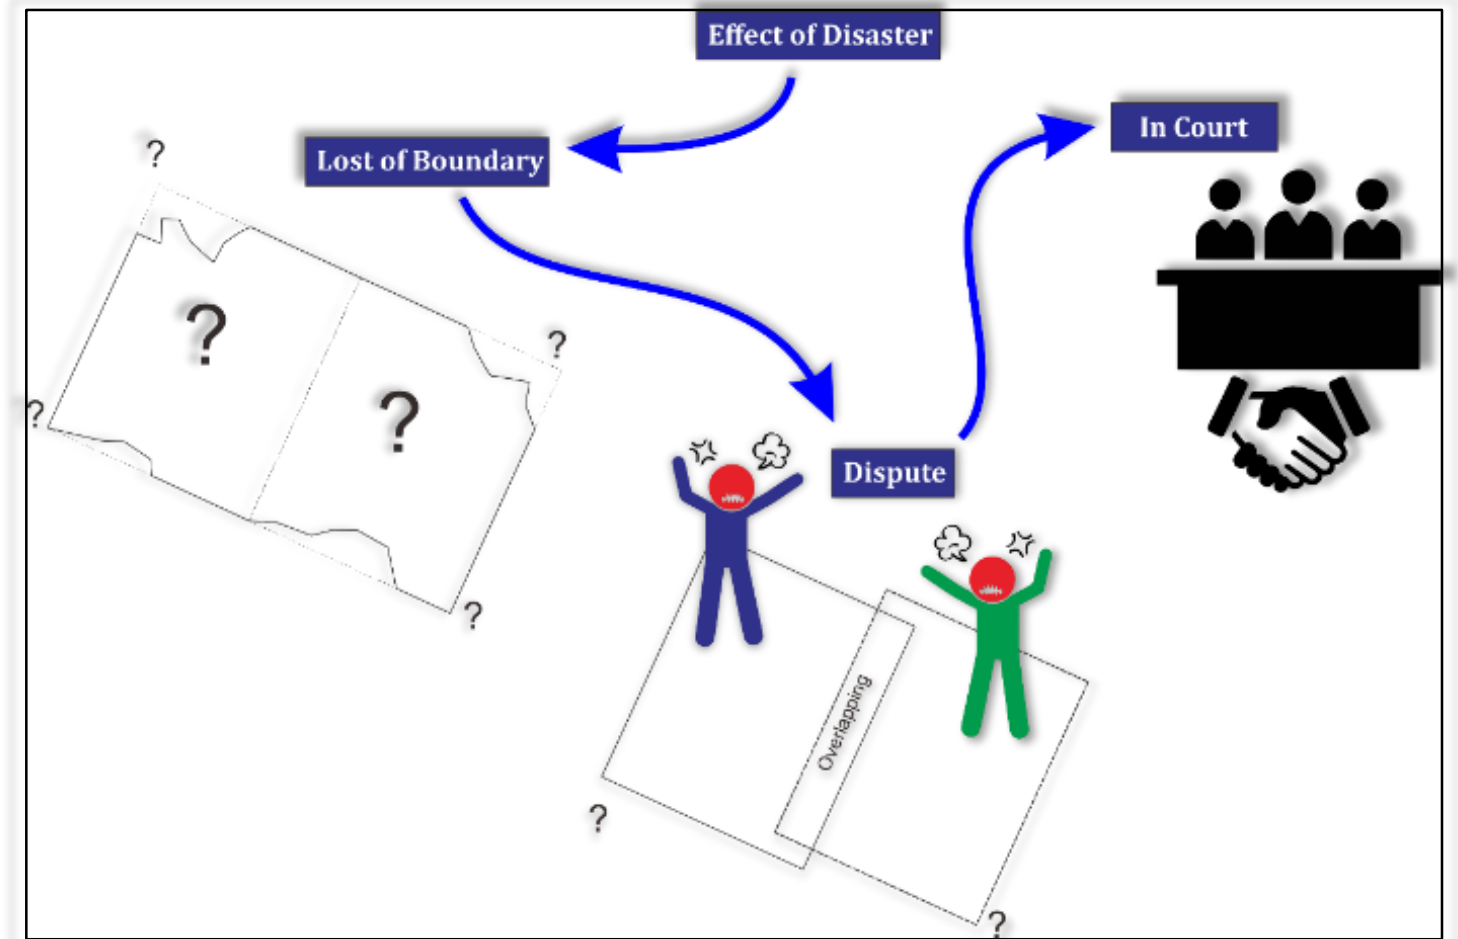 Effect of Disaster
In Court
Lost of Boundary
?
?
?
?
?
?
Dispute
Overlapping
?
?